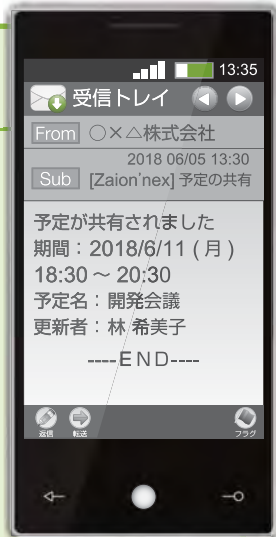 13:35
受信トレイ
From ○×△株式会社
2018 06/05 13:30
Sub [Zaion'nex] 予定の共有
予定が共有されました
期間：2018/6/11 (月)
18:30 ～ 20:30
予定名：開発会議
更新者：林 希美子
----END----
返信 転送 フラグ